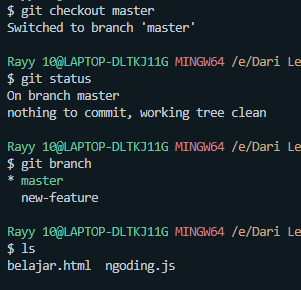 $ git checkout master
Switched to branch 'master'
Rayy 10@LAPTOP-DLTKJ11G MINGW64 /e/Dari Le
$ git status
On branch master
nothing to commit, working tree clean
Rayy 10@LAPTOP-DLTKJ11G MINGW64 /e/Dari Le
$ git branch
* master
  new-feature
Rayy 10@LAPTOP-DLTKJ11G MINGW64 /e/Dari Le
$ ls
belajar.html  ngoding.js